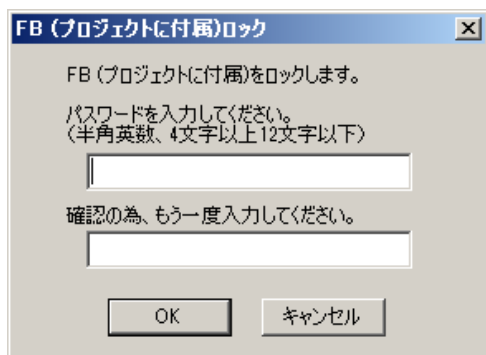 FB (プロジェクトに付属)ロック
FB (プロジェクトに付属)をロックします。
パスワードを入力してください。
(半角英数、4文字以上12文字以下)
確認の為、もう一度入力してください。
OK
キャンセル